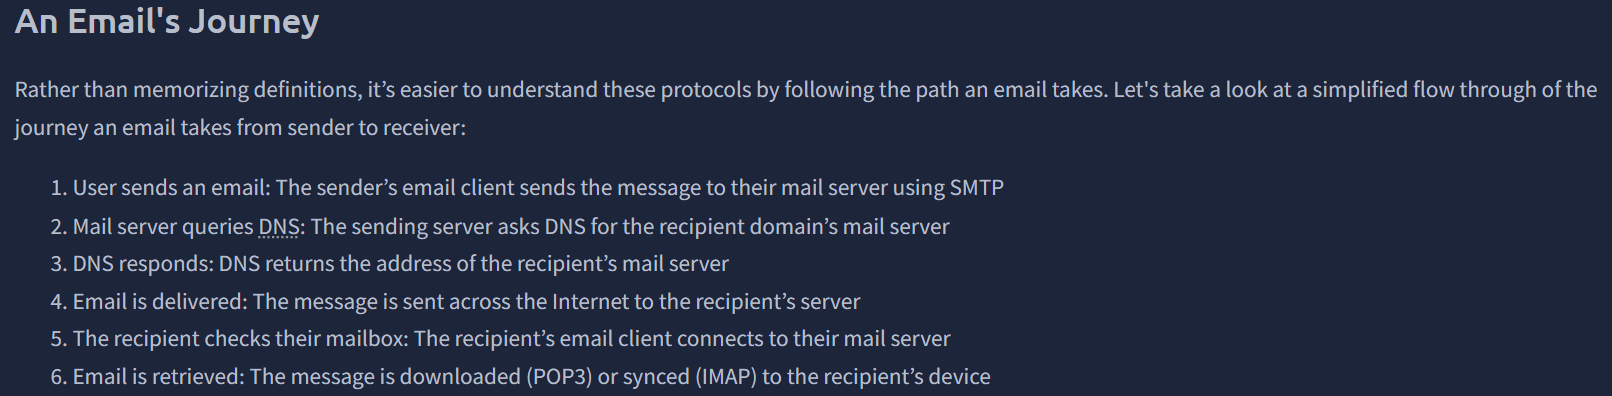 An Email's Journey
Rather than memorizing definitions, it’s easier to understand these protocols by following the path an email takes. Let's take a look at a simplified flow through of the
journey an email takes from sender to receiver:
1. User sends an email: The sender’s email client sends the message to their mail server using SMTP
2. Mail server queries DNS: The sending server asks DNS for the recipient domain’s mail server
3. DNS responds: DNS returns the address of the recipient’s mail server
4. Email is delivered: The message is sent across the Internet to the recipient’s server
5. The recipient checks their mailbox: The recipient’s email client connects to their mail server
6. Email is retrieved: The message is downloaded (POP3) or synced (IMAP) to the recipient’s device